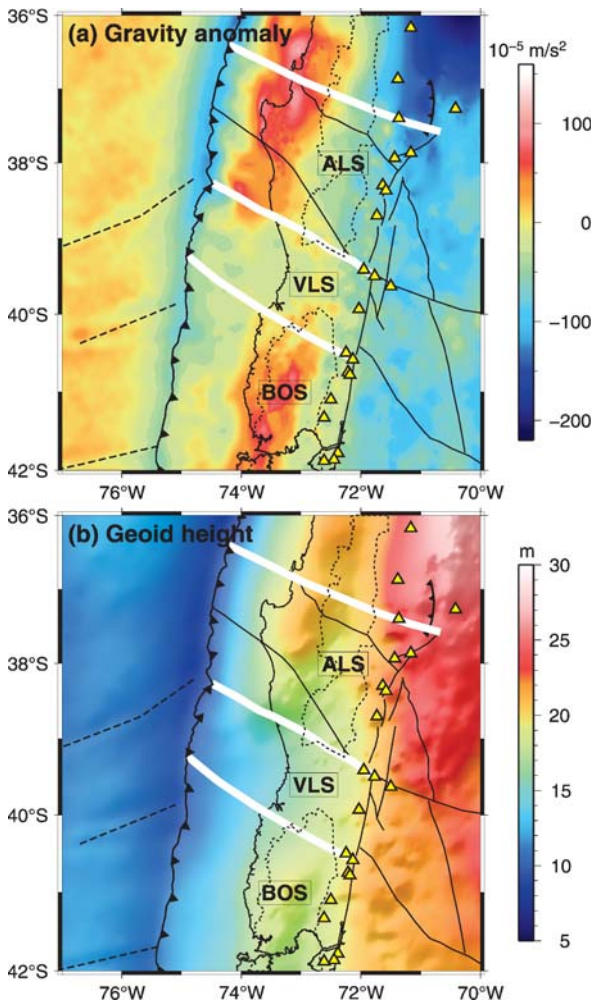 (a) Gravity anomaly
36°S
38°S
40°S
42°S
ALS
VLS
BOS
76°W
74°W
72°W
70°W
10⁻⁵ m/s²
100
0
−100
−200
(b) Geoid height
36°S
38°S
40°S
42°S
ALS
VLS
BOS
76°W
74°W
72°W
70°W
m
30
25
20
15
10
5